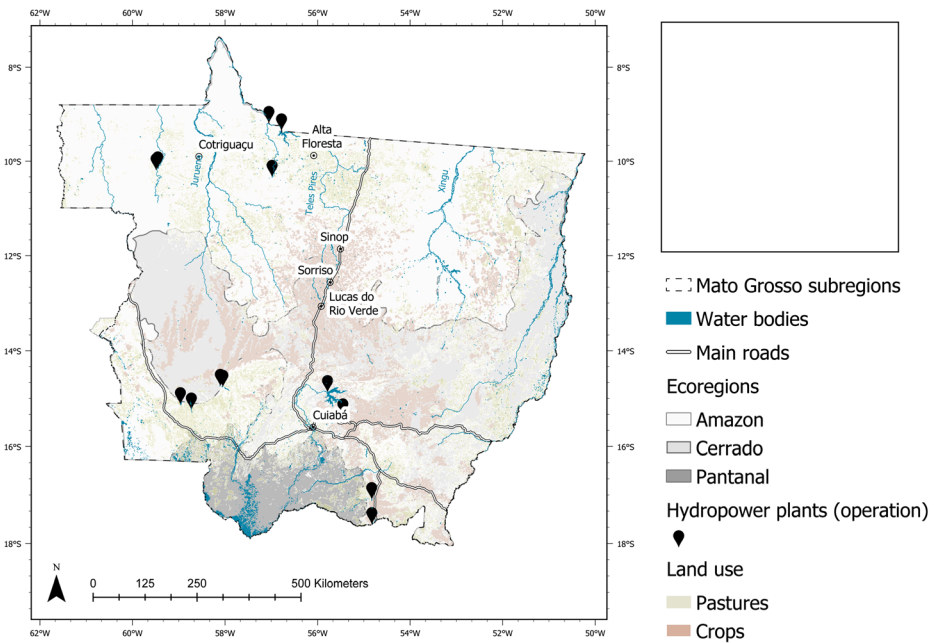 62°W 60°W 58°W 56°W 54°W 52°W 50°W
8°S 8°S
Alta
Floresta
Cotriguaçu
10°S 10°S
Juruena
Teles Pires
Xingu
Sinop
12°S 12°S
Sorriso
Lucas do
Rio Verde
14°S 14°S
Cuiabá
16°S 16°S
18°S 18°S
N
0 125 250 500 Kilometers
62°W 60°W 58°W 56°W 54°W 52°W 50°W
Mato Grosso subregions
Water bodies
Main roads
Ecoregions
Amazon
Cerrado
Pantanal
Hydropower plants (operation)
Land use
Pastures
Crops